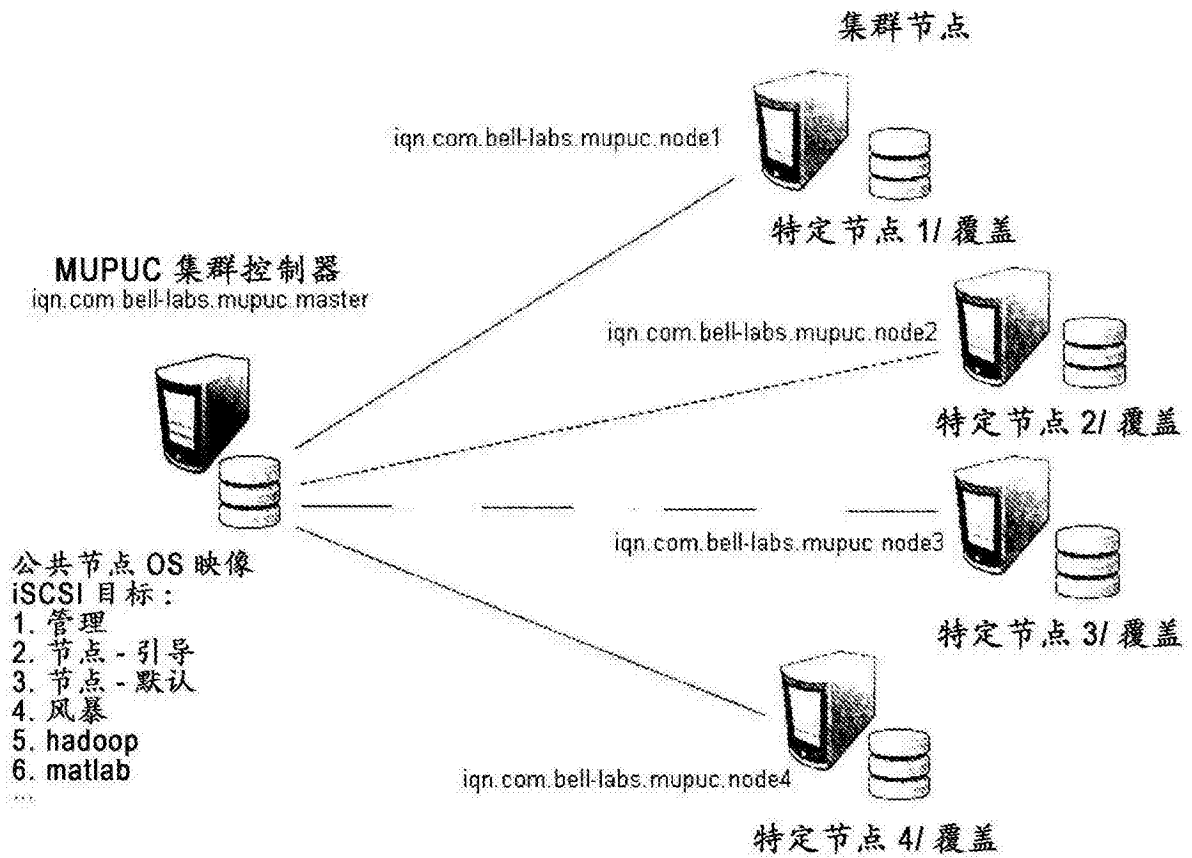 集群节点
iqn.com.bell-labs.mupuc.node1
特定节点 1/ 覆盖
MUPUC 集群控制器
iqn.com bell-labs.mupuc master
iqn.com.bell-labs.mupuc.node2
特定节点 2/ 覆盖
iqn.com.bell-labs.mupuc node3
特定节点 3/ 覆盖
公共节点 OS 映像
iSCSI 目标 :
1. 管理
2. 节点 - 引导
3. 节点 - 默认
4. 风暴
5. hadoop
6. matlab
...
iqn.com.bell-labs.mupuc.node4
特定节点 4/ 覆盖